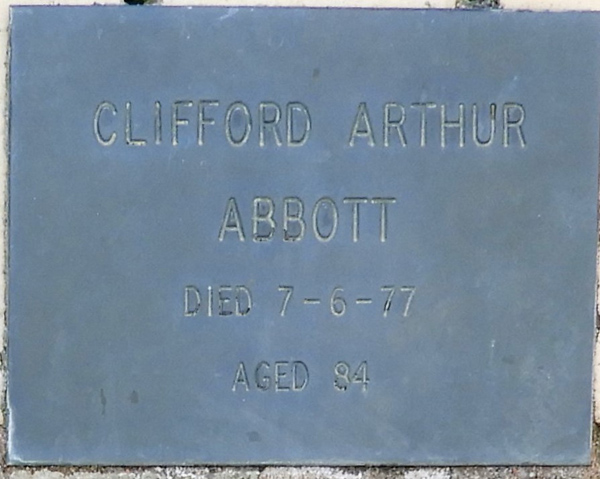 CLIFFORD ARTHUR
ABBOTT
DIED 7-6-77
AGED 84